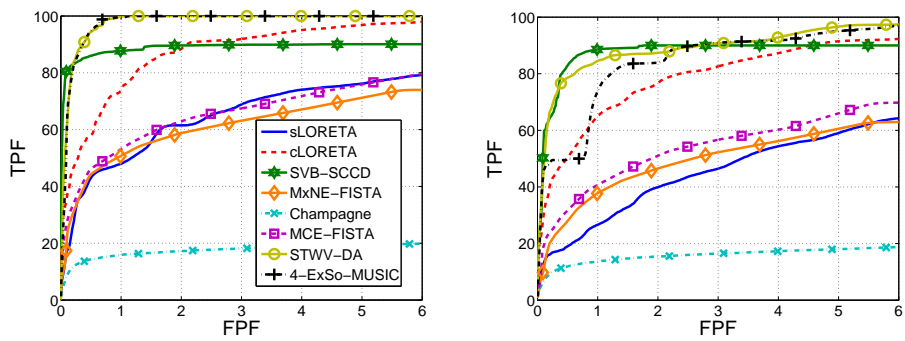 100
80
60
40
20
0
TPF
0 1 2 3 4 5 6
FPF
sLORETA
cLORETA
SVB−SCCD
MxNE−FISTA
Champagne
MCE−FISTA
STWV−DA
4−ExSo−MUSIC
100
80
60
40
20
0
TPF
0 1 2 3 4 5 6
FPF